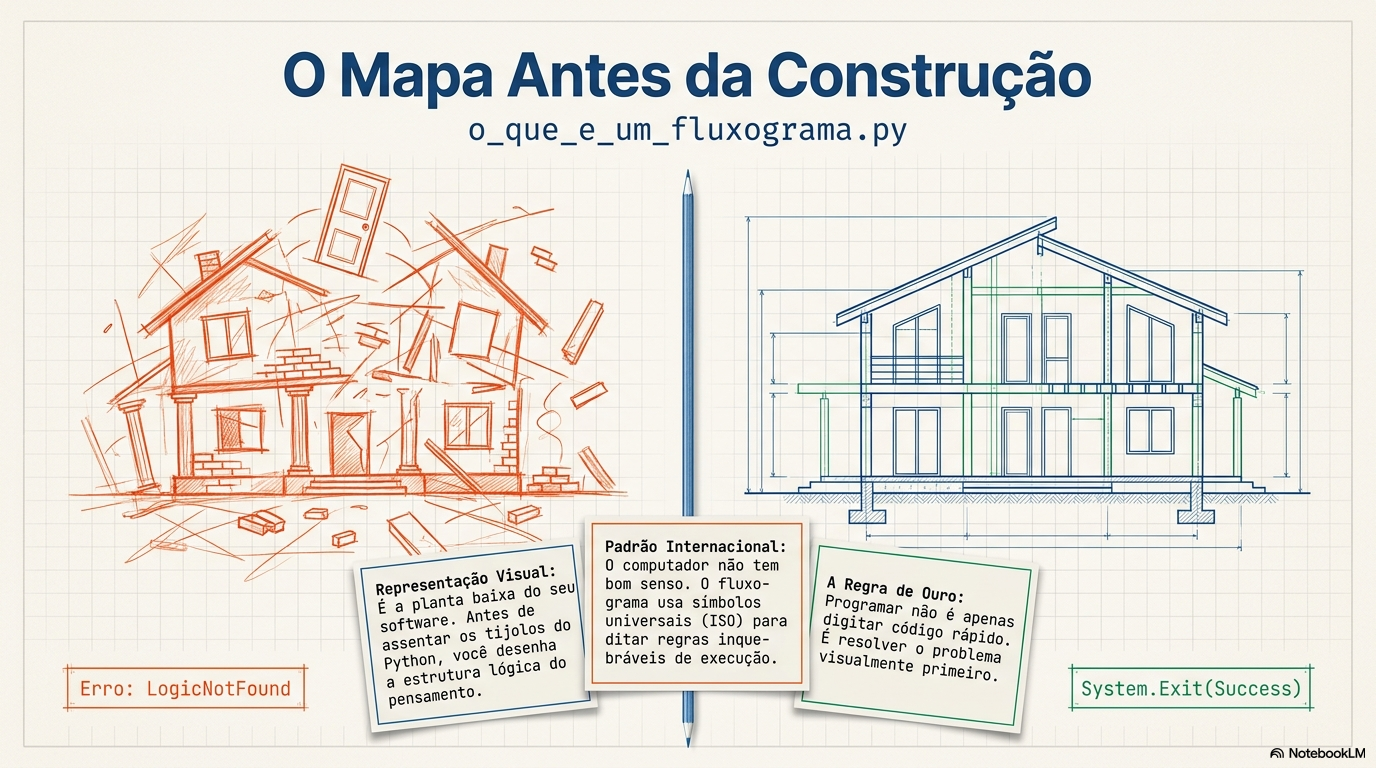 O Mapa Antes da Construção
o_que_e_um_fluxograma.py
Representação Visual:
É a planta baixa do seu
software. Antes de
assentar os tijolos do
Python, você desenha
a estrutura lógica do
pensamento.
Padrão Internacional:
O computador não tem
bom senso. O fluxo-
grama usa símbolos
universais (ISO) para
ditar regras inque-
bráveis de execução.
A Regra de Ouro:
Programar não é apenas
digitar código rápido.
É resolver o problema
visualmente primeiro.
Erro: LogicNotFound
System.Exit(Success)
NotebookLM